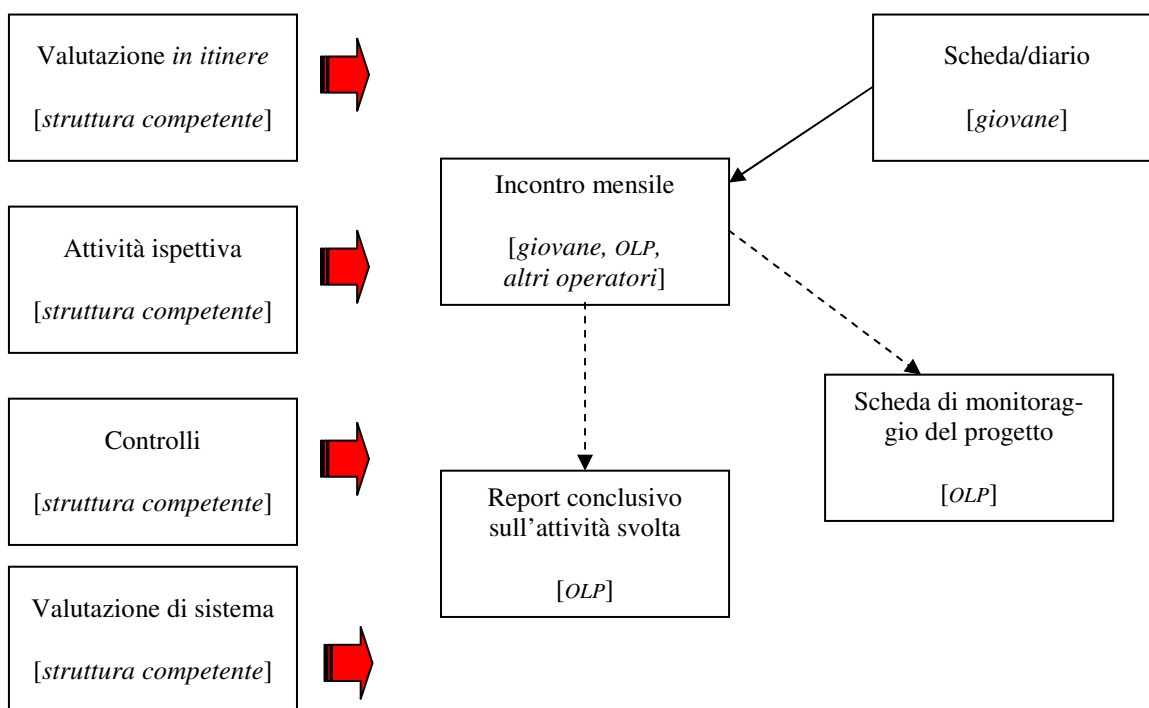 Valutazione in itinere
[struttura competente]
Scheda/diario
[giovane]
Incontro mensile
[giovane, OLP,
altri operatori]
Attività ispettiva
[struttura competente]
Scheda di monitorag-
gio del progetto
[OLP]
Controlli
[struttura competente]
Report conclusivo
sull’attività svolta
[OLP]
Valutazione di sistema
[struttura competente]